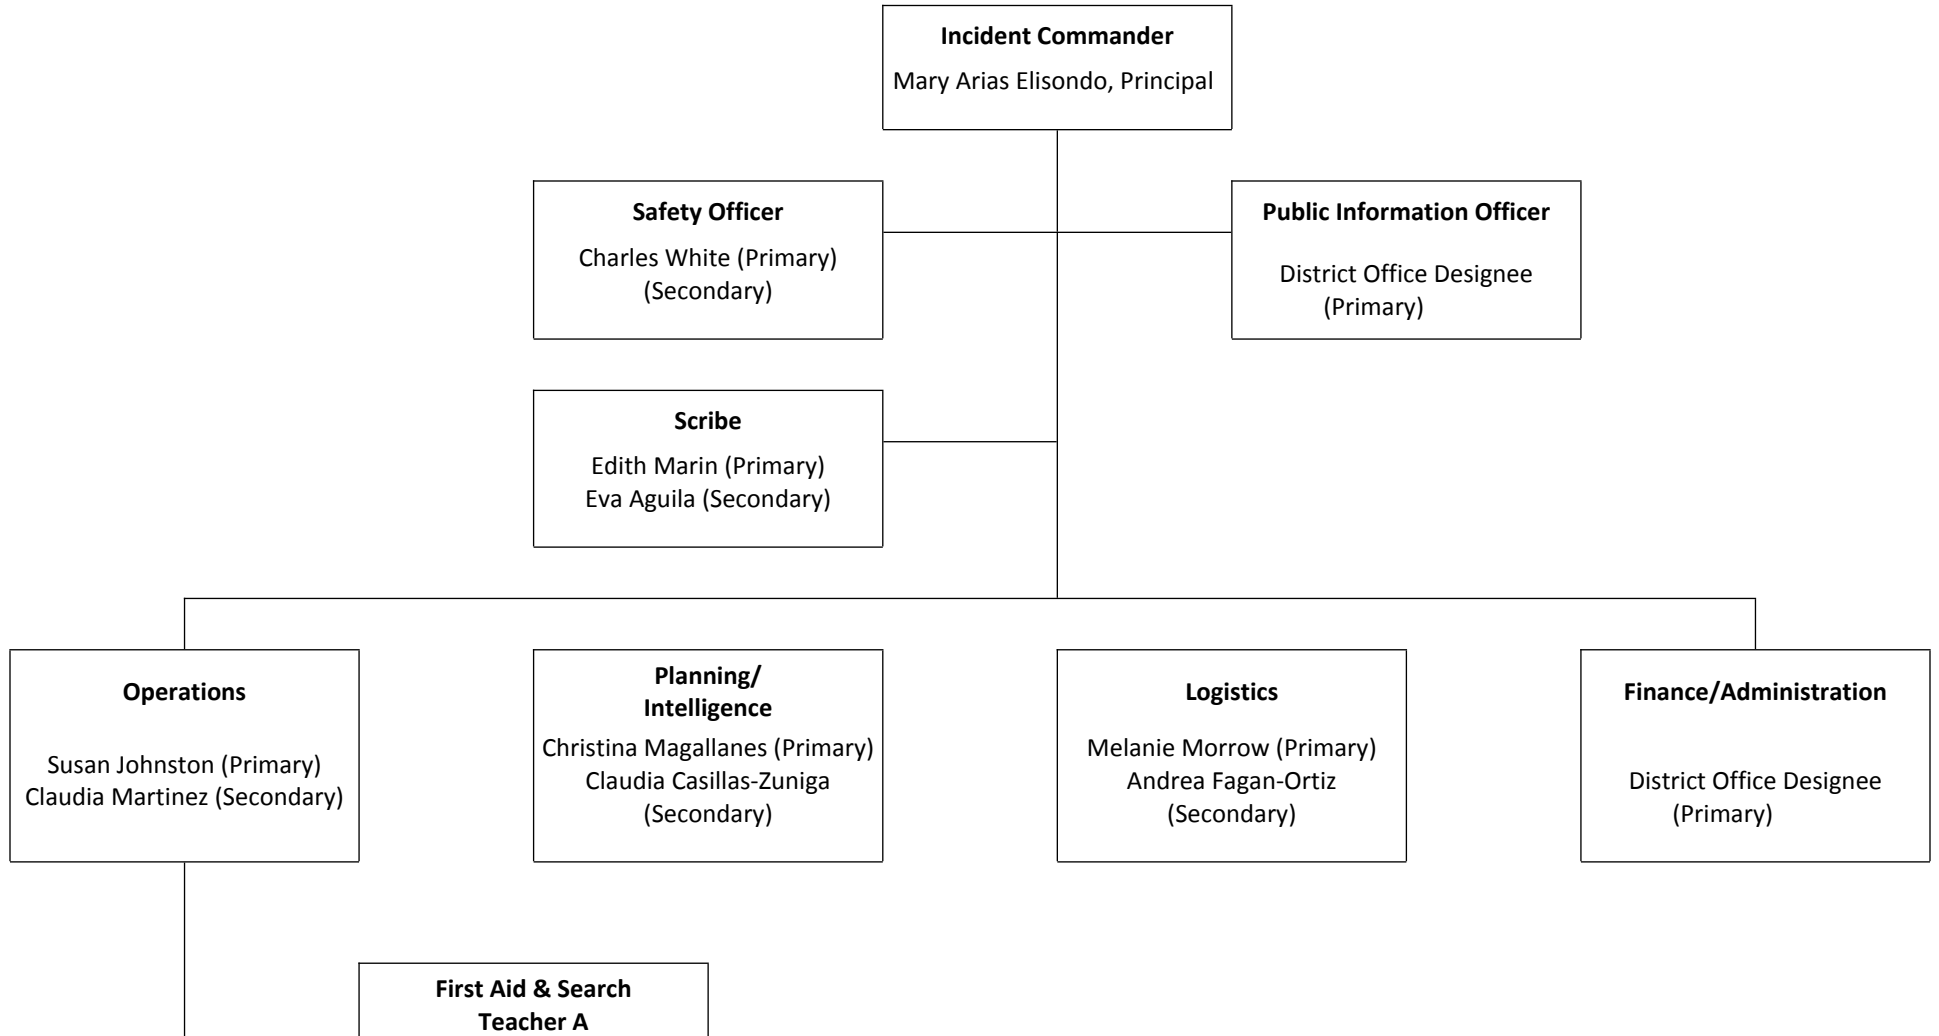 Incident Commander
Mary Arias Elisondo, Principal
Safety Officer
Charles White (Primary)
(Secondary)
Public Information Officer
District Office Designee
(Primary)
Scribe
Edith Marin (Primary)
Eva Aguila (Secondary)
Operations
Susan Johnston (Primary)
Claudia Martinez (Secondary)
Planning/
Intelligence
Christina Magallanes (Primary)
Claudia Casillas-Zuniga
(Secondary)
Logistics
Melanie Morrow (Primary)
Andrea Fagan-Ortiz
(Secondary)
Finance/Administration
District Office Designee
(Primary)
First Aid & Search
Teacher A